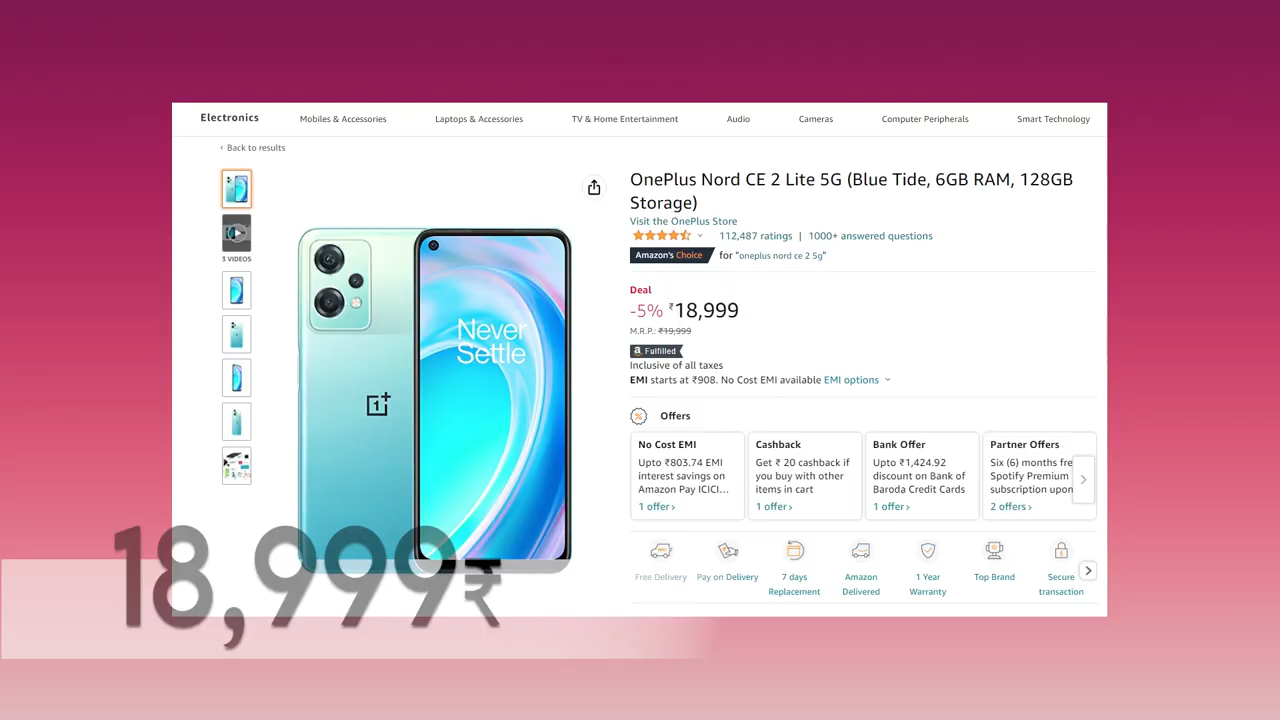 Electronics
Mobiles & Accessories
Laptops & Accessories
TV & Home Entertainment
Audio
Cameras
Computer Peripherals
Smart Technology
‹ Back to results
3 VIDEOS
Never
Settle
OnePlus Nord CE 2 Lite 5G (Blue Tide, 6GB RAM, 128GB
Storage)
Visit the OnePlus Store
112,487 ratings | 1000+ answered questions
Amazon's Choice for "oneplus nord ce 2 5g"
Deal
-5% ₹18,999
M.R.P.: ₹19,999
Fulfilled
Inclusive of all taxes
EMI starts at ₹908. No Cost EMI available EMI options
Offers
No Cost EMI
Upto ₹803.74 EMI
interest savings on
Amazon Pay ICICI…
1 offer ›
Cashback
Get ₹ 20 cashback if
you buy with other
items in cart
1 offer ›
Bank Offer
Upto ₹1,424.92
discount on Bank of
Baroda Credit Cards
1 offer ›
Partner Offers
Six (6) months fre
Spotify Premium
subscription upon
2 offers ›
Free Delivery
Pay on Delivery
7 days
Replacement
Amazon
Delivered
1 Year
Warranty
Top Brand
Secure
transaction
18,999₹